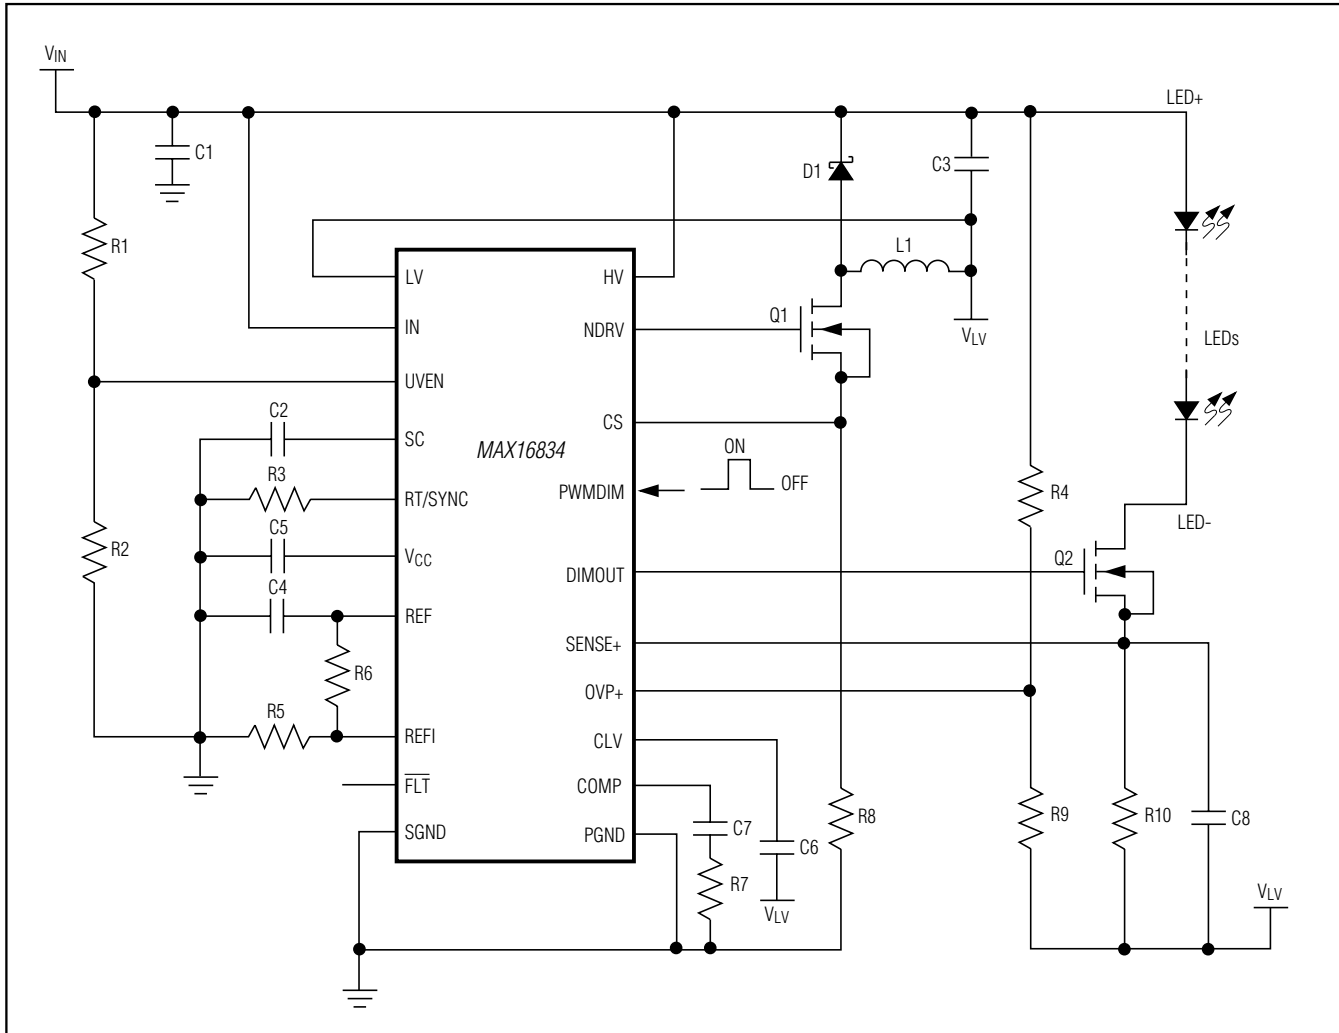 VIN
LED+
C1
D1
C3
R1
L1
LV
HV
IN
NDRV
Q1
VLV
LEDs
UVEN
C2
SC
CS
MAX16834
ON
OFF
R3
RT/SYNC
PWMDIM
R4
LED-
C5
VCC
R2
DIMOUT
Q2
C4
REF
SENSE+
R6
OVP+
R5
REFI
CLV
FLT
COMP
SGND
PGND
C7
C6
R8
R9
R10
C8
R7
VLV
VLV